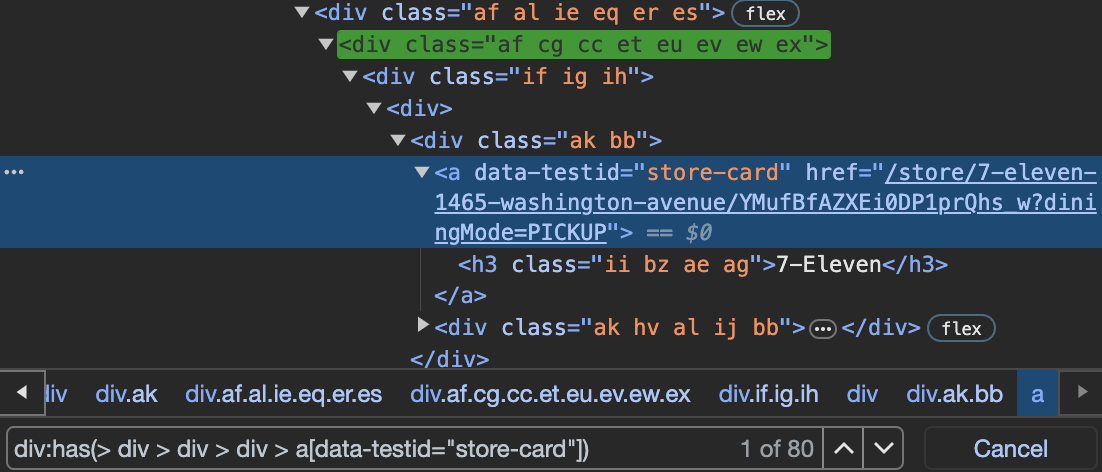 ▼<div class="af al ie eq er es"> flex
▼<div class="af cg cc et eu ev ew ex">
▼<div class="if ig ih">
▼<div>
▼<div class="ak bb">
… ▼<a data-testid="store-card" href="/store/7-eleven-
1465-washington-avenue/YMufBfAZXEi0DP1prQhs_w?dini
ngMode=PICKUP"> == $0
<h3 class="ii bz ae ag">7-Eleven</h3>
</a>
▶<div class="ak hv al ij bb">…</div> flex
</div>
div div.ak div.af.al.ie.eq.er.es div.af.cg.cc.et.eu.ev.ew.ex div.if.ig.ih div div.ak.bb a
div:has(> div > div > div > a[data-testid="store-card"]) 1 of 80 Cancel